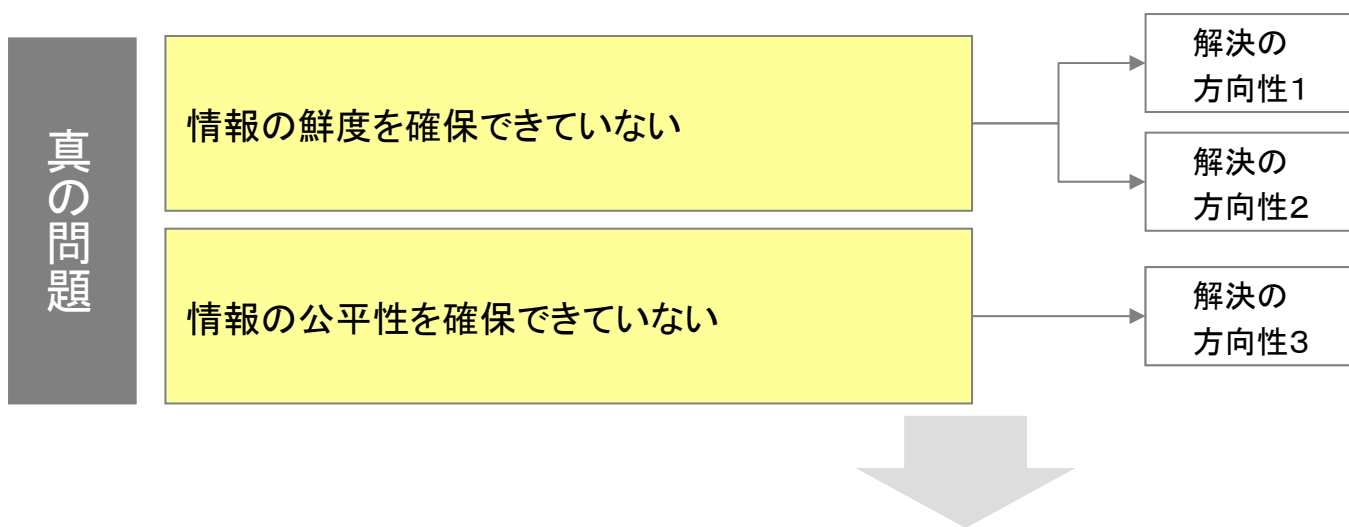 真の問題
情報の鮮度を確保できていない
解決の
方向性1
解決の
方向性2
情報の公平性を確保できていない
解決の
方向性3